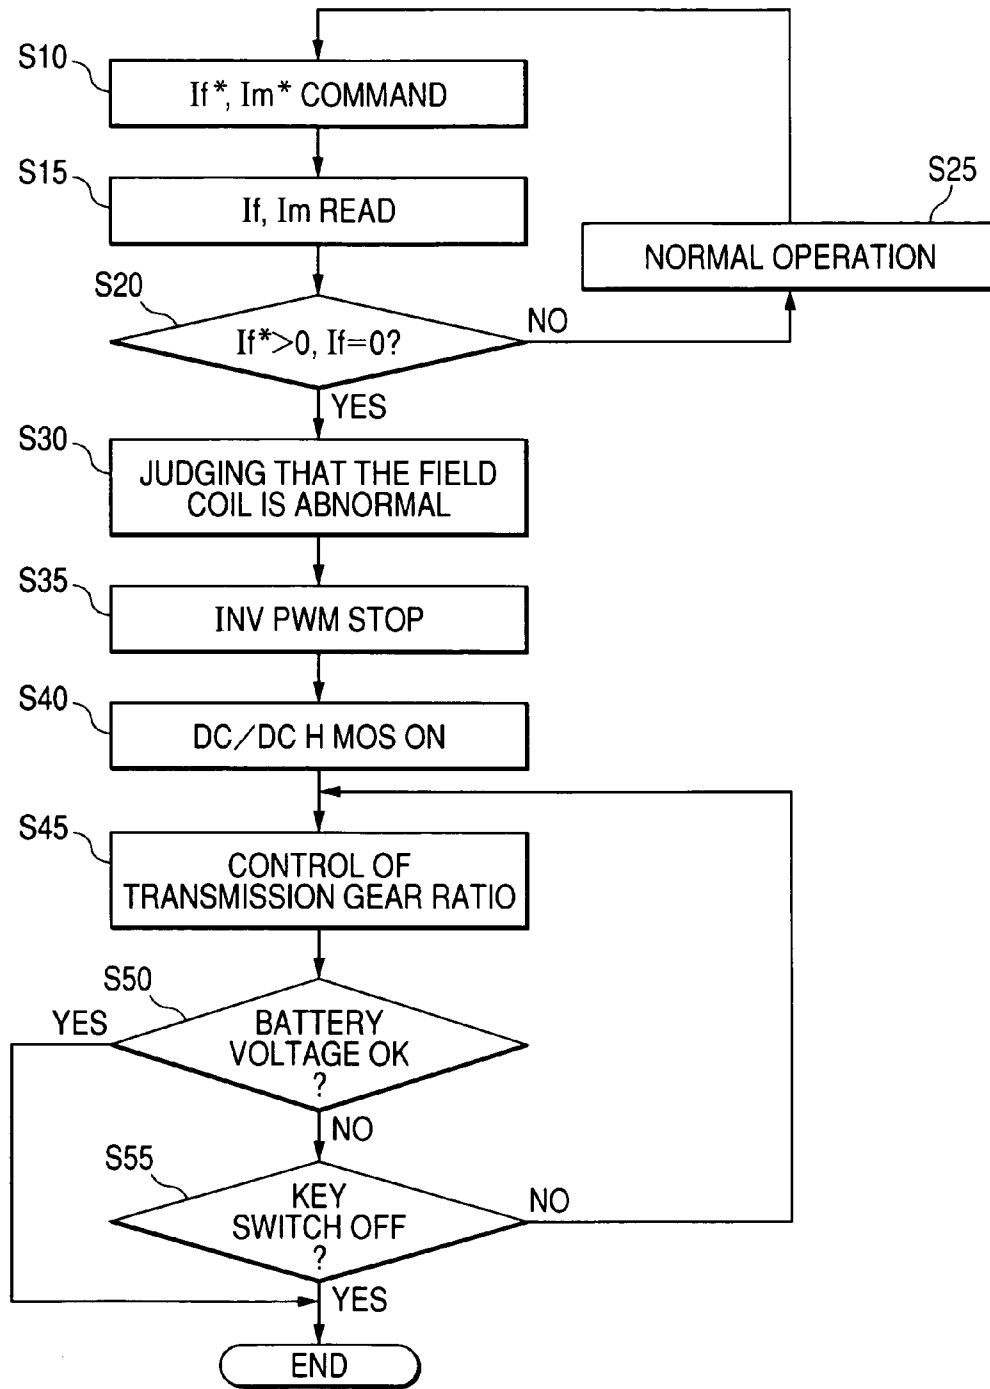 S10
If*, Im* COMMAND
S15
If, Im READ
S25
NORMAL OPERATION
S20
If*>0, If=0?
NO
YES
S30
JUDGING THAT THE FIELD
COIL IS ABNORMAL
S35
INV PWM STOP
S40
DC/DC H MOS ON
S45
CONTROL OF
TRANSMISSION GEAR RATIO
S50
YES
BATTERY
VOLTAGE OK
?
NO
S55
KEY
SWITCH OFF
?
NO
YES
END